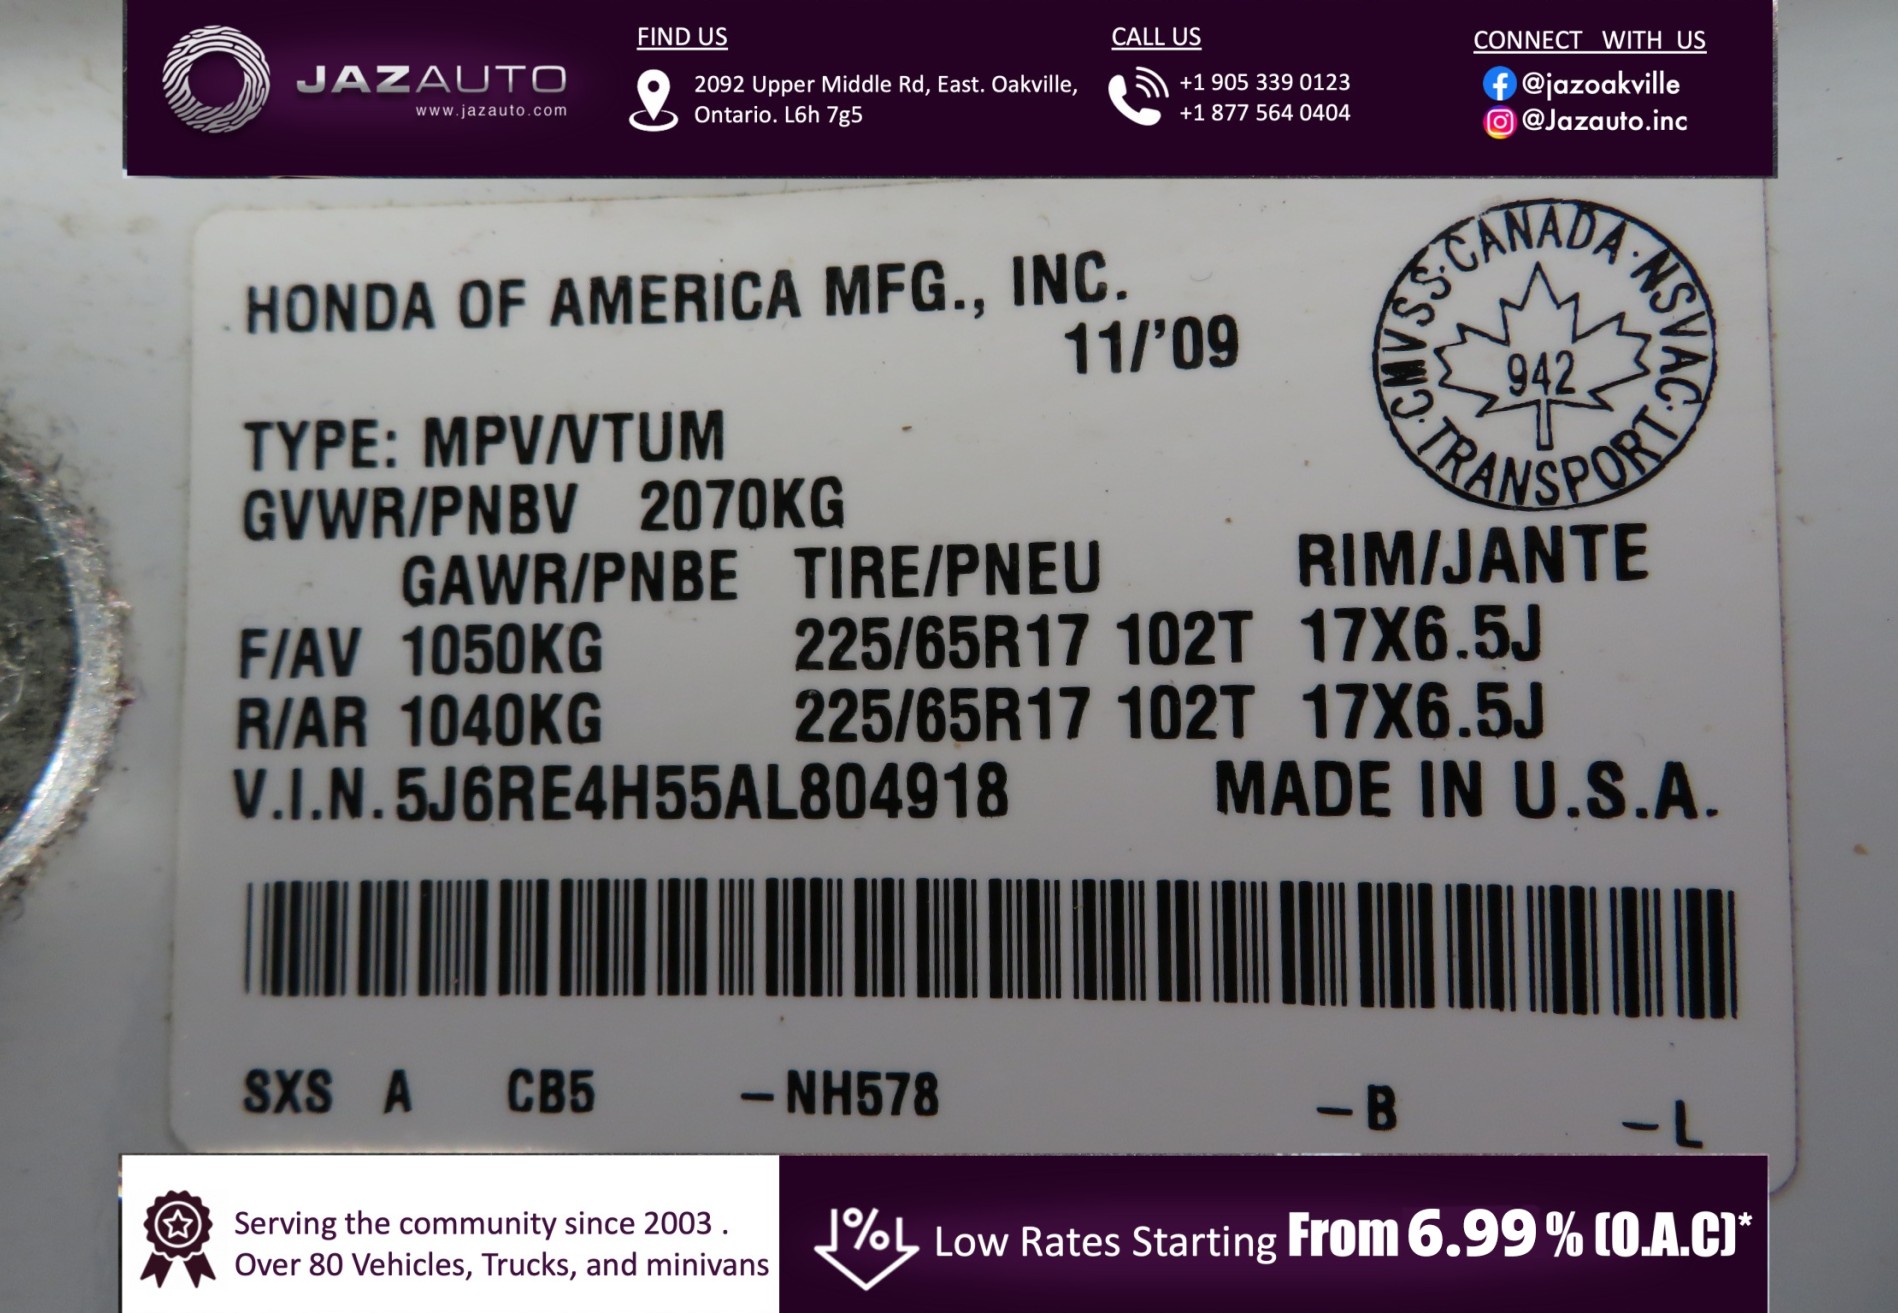 JAZAUTO
www.jazauto.com
FIND US
2092 Upper Middle Rd, East. Oakville,
Ontario. L6h 7g5
CALL US
+1 905 339 0123
+1 877 564 0404
CONNECT WITH US
@jazoakville
@Jazauto.inc
HONDA OF AMERICA MFG., INC.
11/'09
CANADA · NSVAC · TRANSPORT · CMVSS ·
942
TYPE: MPV/VTUM
GVWR/PNBV 2070KG
GAWR/PNBE TIRE/PNEU RIM/JANTE
F/AV 1050KG 225/65R17 102T 17X6.5J
R/AR 1040KG 225/65R17 102T 17X6.5J
V.I.N. 5J6RE4H55AL804918 MADE IN U.S.A.
SXS A CB5 -NH578 -B -L
Serving the community since 2003 .
Over 80 Vehicles, Trucks, and minivans
% Low Rates Starting From 6.99 % (O.A.C)*